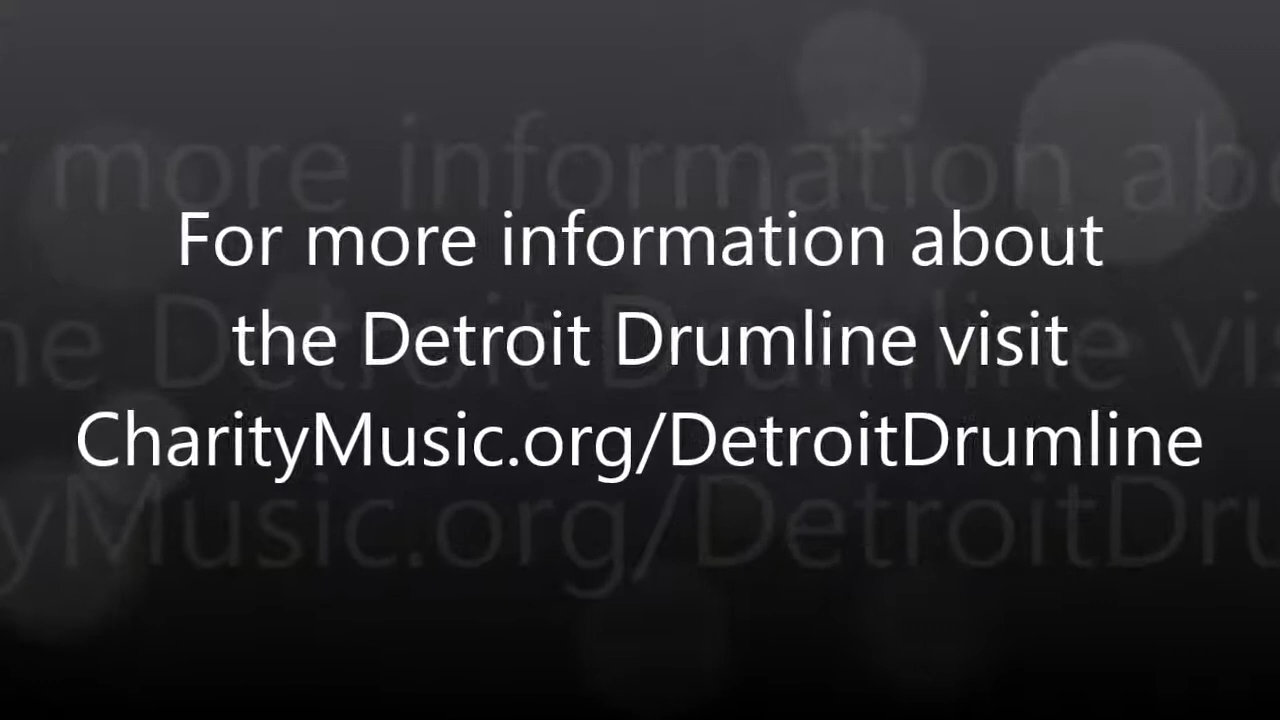 For more information about
the Detroit Drumline visit
CharityMusic.org/DetroitDrumline